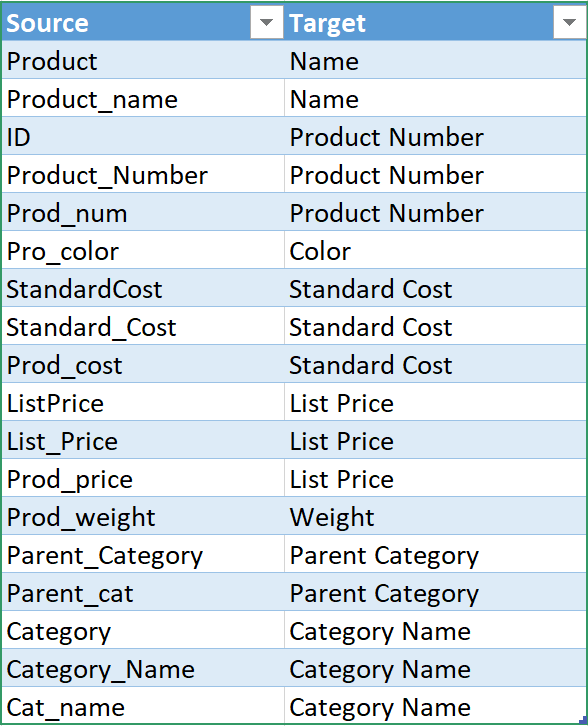 Source Target
Product Name
Product_name Name
ID Product Number
Product_Number Product Number
Prod_num Product Number
Pro_color Color
StandardCost Standard Cost
Standard_Cost Standard Cost
Prod_cost Standard Cost
ListPrice List Price
List_Price List Price
Prod_price List Price
Prod_weight Weight
Parent_Category Parent Category
Parent_cat Parent Category
Category Category Name
Category_Name Category Name
Cat_name Category Name